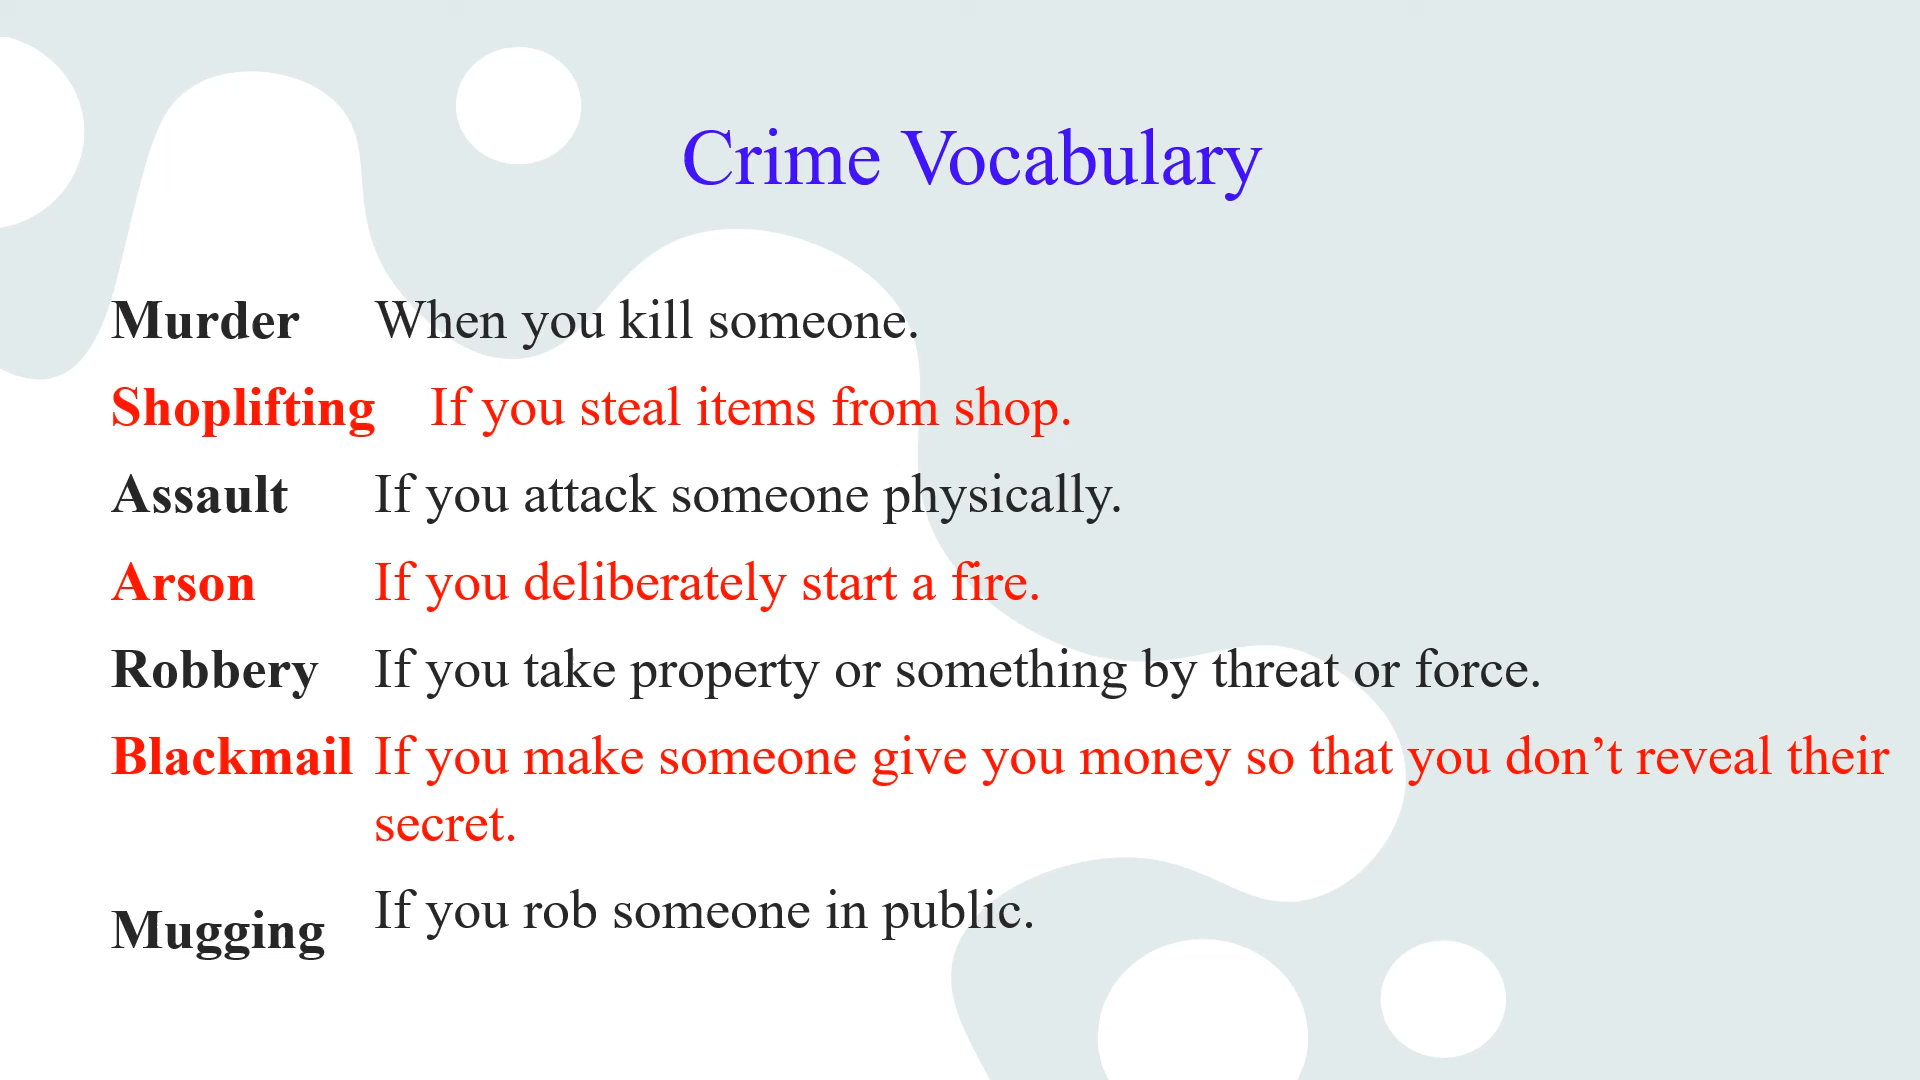 Crime Vocabulary
Murder When you kill someone.
Shoplifting If you steal items from shop.
Assault If you attack someone physically.
Arson If you deliberately start a fire.
Robbery If you take property or something by threat or force.
Blackmail If you make someone give you money so that you don’t reveal their
secret.
Mugging If you rob someone in public.